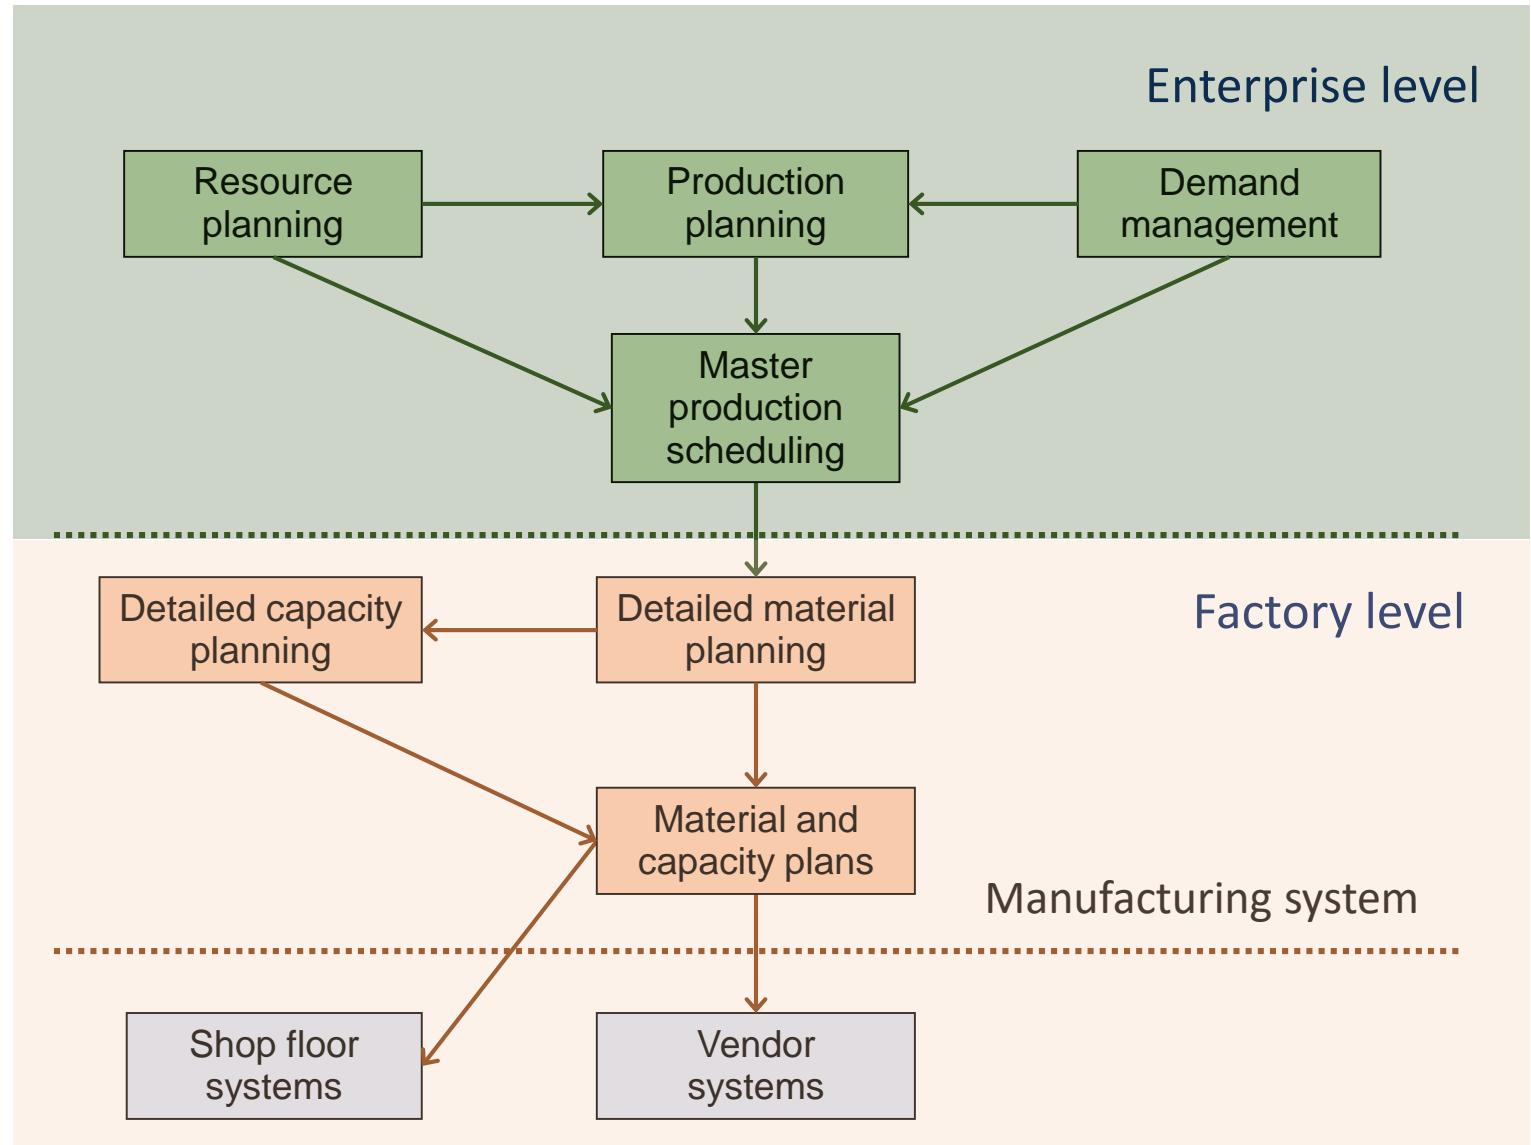 Enterprise level
Resource
planning
Production
planning
Demand
management
Master
production
scheduling
Detailed capacity
planning
Detailed material
planning
Factory level
Material and
capacity plans
Manufacturing system
Shop floor
systems
Vendor
systems